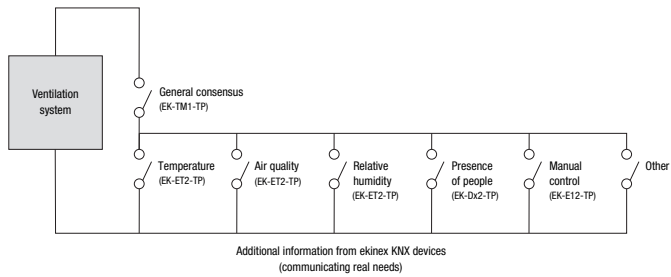 Ventilation
system
General consensus
(EK-TM1-TP)
Temperature
(EK-ET2-TP)
Air quality
(EK-ET2-TP)
Relative
humidity
(EK-ET2-TP)
Presence
of people
(EK-Dx2-TP)
Manual
control
(EK-E12-TP)
Other
Additional information from ekinex KNX devices
(communicating real needs)